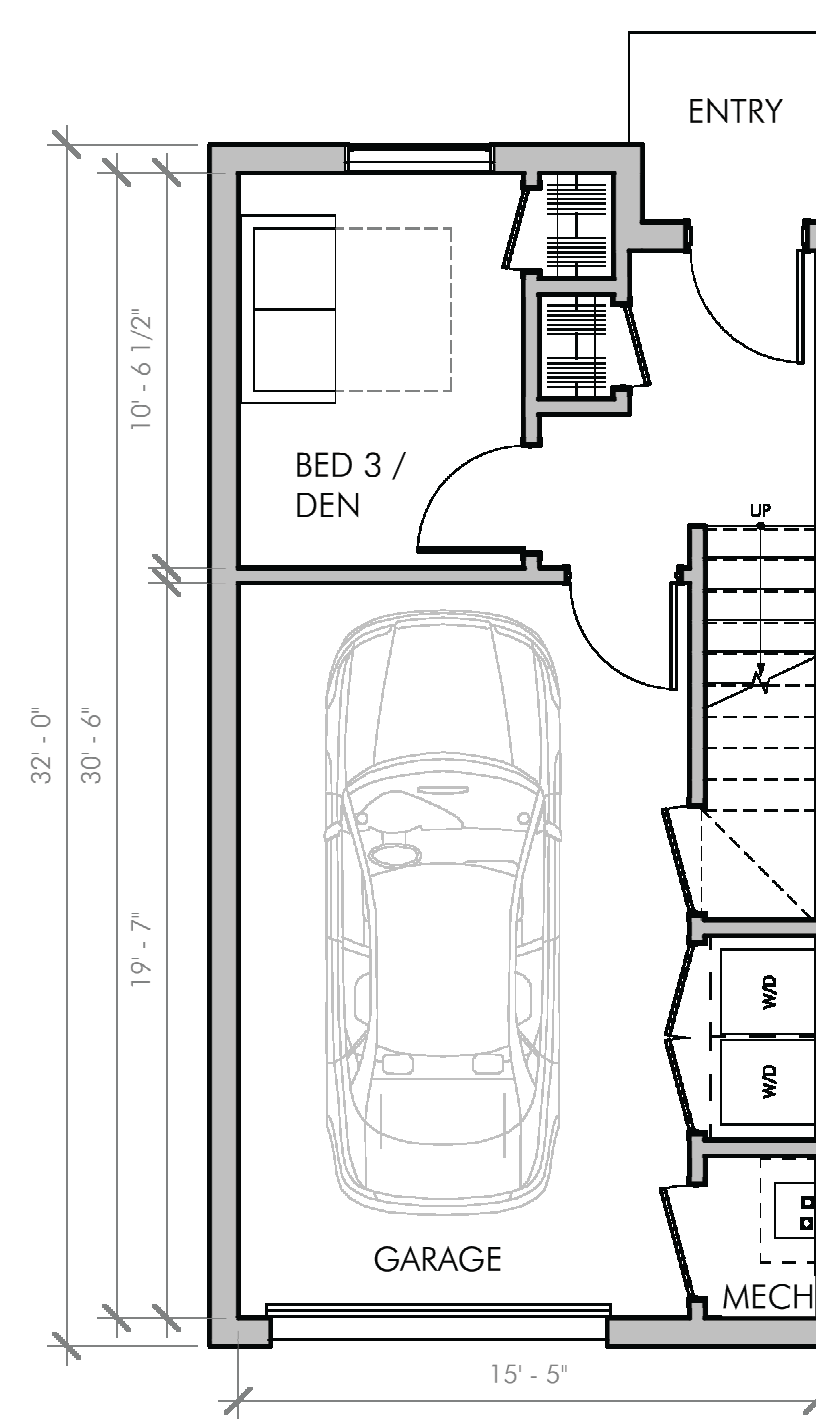 ENTRY
10' - 6 1/2"
BED 3 /
DEN
UP
32' - 0"
30' - 6"
19' - 7"
W/D
W/D
GARAGE
MECH
15' - 5"